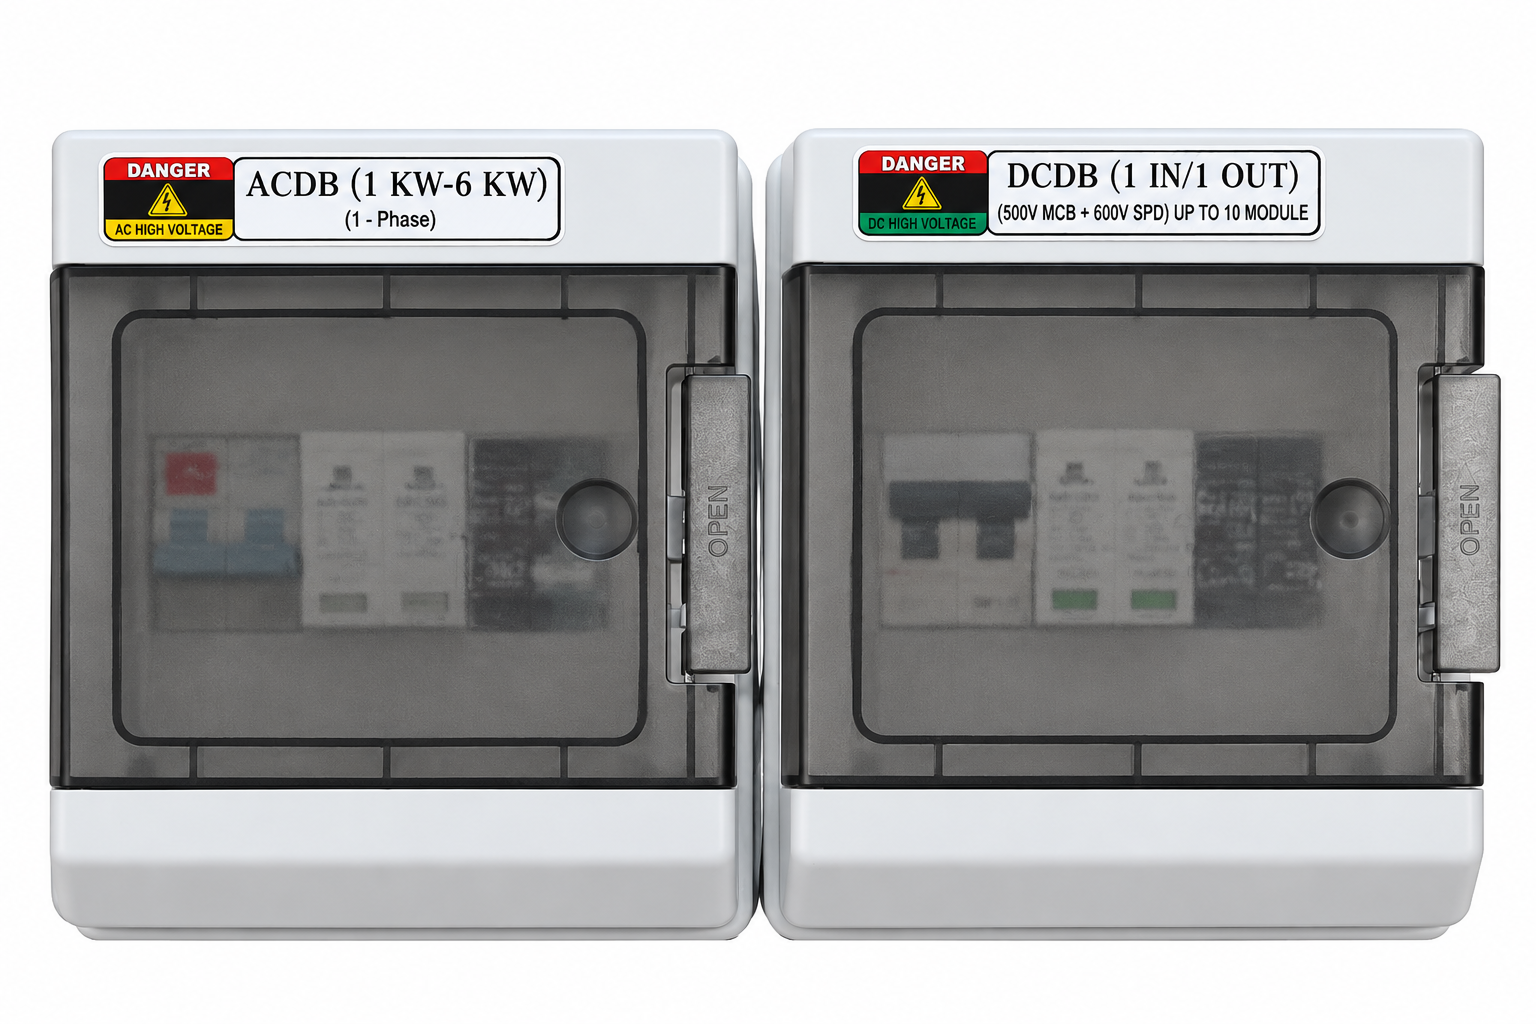 DANGER
AC HIGH VOLTAGE
ACDB (1 KW-6 KW)
(1 - Phase)
OPEN
DANGER
DC HIGH VOLTAGE
DCDB (1 IN/1 OUT)
(500V MCB + 600V SPD) UP TO 10 MODULE
OPEN